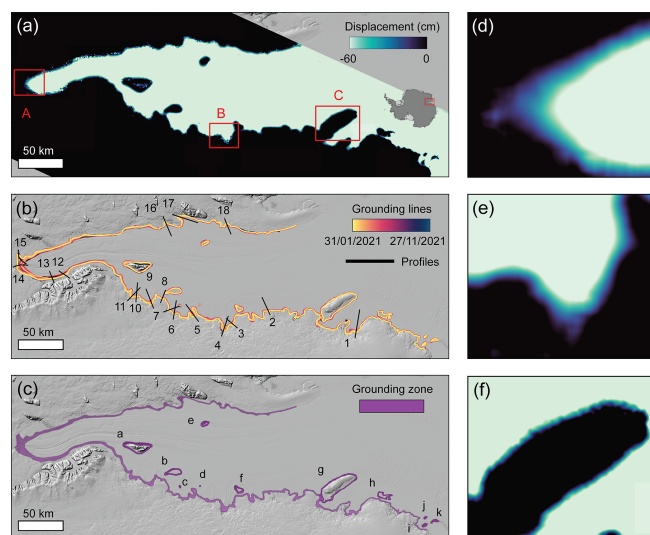 (a)
Displacement (cm)
-60 0
A
B
C
50 km
(d)
(b)
16 17 18
Grounding lines
31/01/2021 27/11/2021
Profiles
15
14
13 12
9
8
11 10
7
6
5
4
3
2
1
50 km
(e)
(c)
Grounding zone
a
e
b
c
d
f
g
h
i
j
k
50 km
(f)